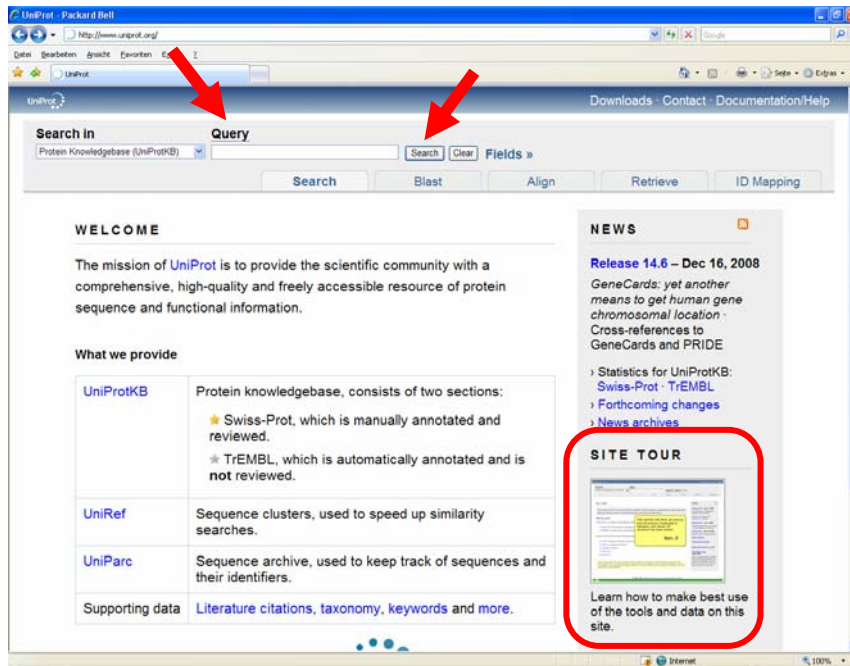 UniProt - Packard Bell
http://www.uniprot.org/
Google
Datei Bearbeiten Ansicht Favoriten
UniProt
Seite Extras
UniProt
Downloads · Contact · Documentation/Help
Search in Query
Protein Knowledgebase (UniProtKB) Search Clear Fields »
Search Blast Align Retrieve ID Mapping
WELCOME
The mission of UniProt is to provide the scientific community with a
comprehensive, high-quality and freely accessible resource of protein
sequence and functional information.
What we provide
UniProtKB Protein knowledgebase, consists of two sections:
Swiss-Prot, which is manually annotated and
reviewed.
TrEMBL, which is automatically annotated and is
not reviewed.
UniRef Sequence clusters, used to speed up similarity
searches.
UniParc Sequence archive, used to keep track of sequences and
their identifiers.
Supporting data Literature citations, taxonomy, keywords and more.
NEWS
Release 14.6 – Dec 16, 2008
GeneCards: yet another
means to get human gene
chromosomal location ·
Cross-references to
GeneCards and PRIDE
› Statistics for UniProtKB:
Swiss-Prot · TrEMBL
› Forthcoming changes
› News archives
SITE TOUR
Learn how to make best use
of the tools and data on this
site.
Internet 100%